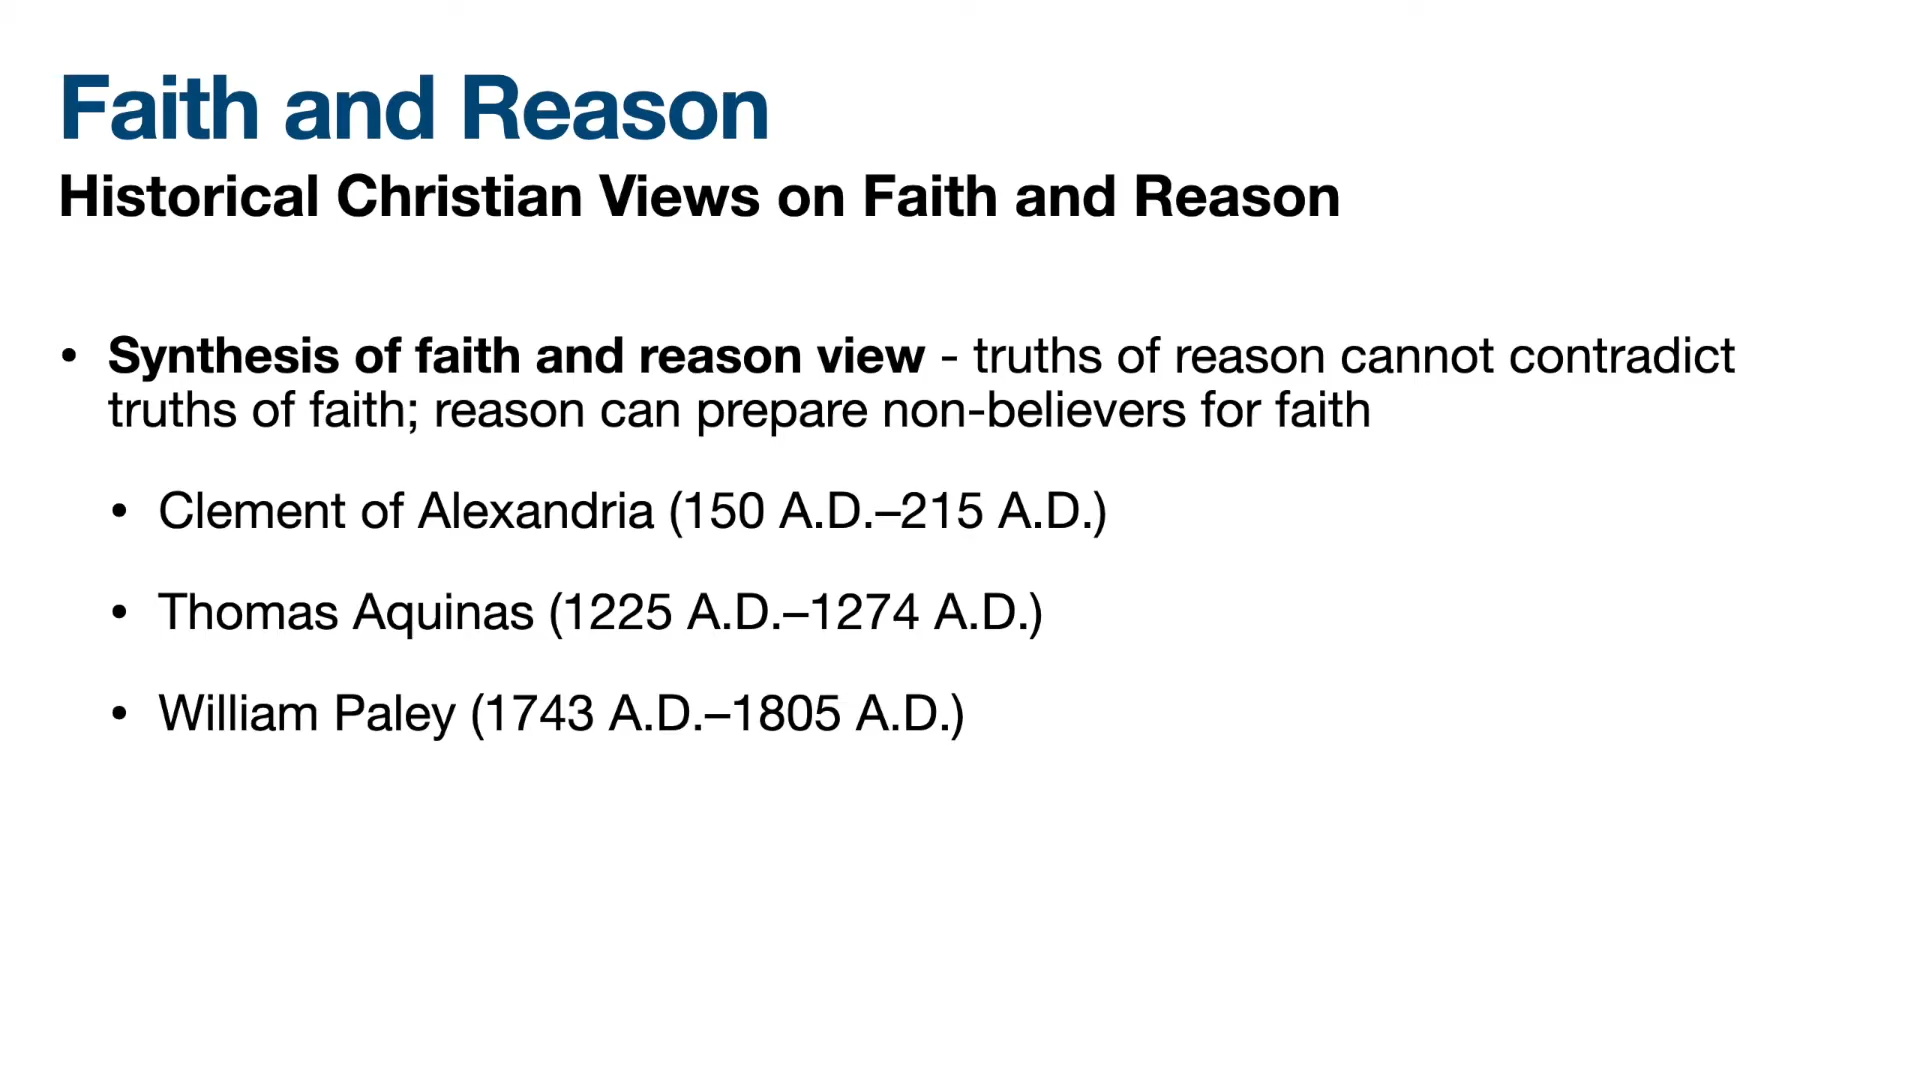 Faith and Reason
Historical Christian Views on Faith and Reason
• Synthesis of faith and reason view - truths of reason cannot contradict
truths of faith; reason can prepare non-believers for faith
• Clement of Alexandria (150 A.D.–215 A.D.)
• Thomas Aquinas (1225 A.D.–1274 A.D.)
• William Paley (1743 A.D.–1805 A.D.)